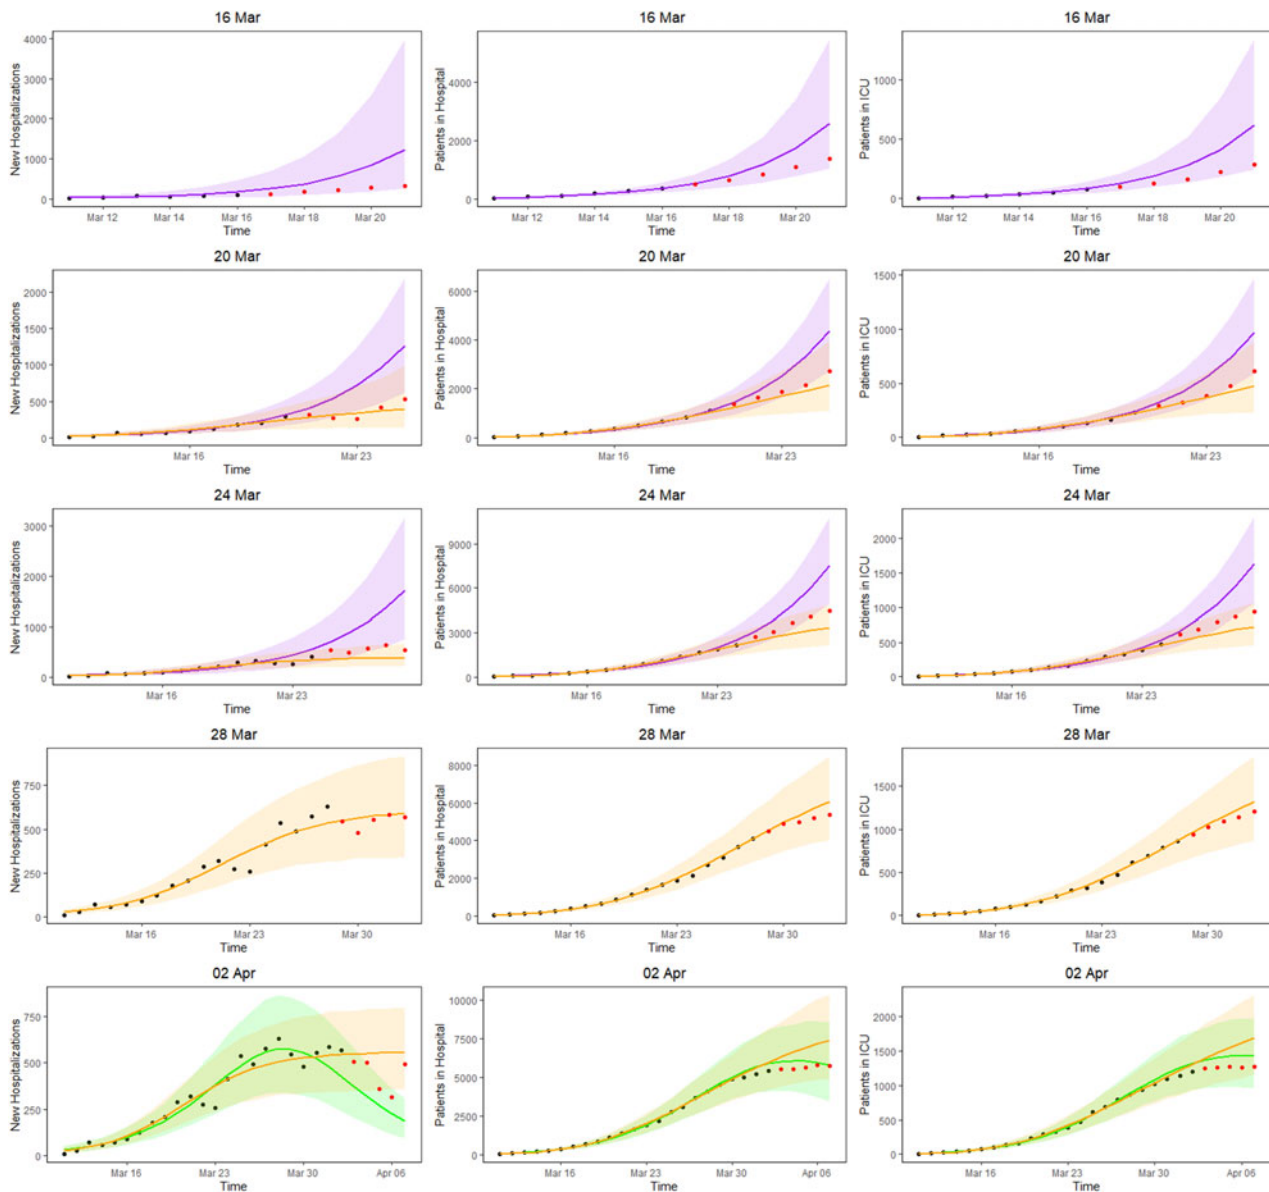 16 Mar
New Hospitalizations
4000
3000
2000
1000
0
Mar 12 Mar 14 Mar 16 Mar 18 Mar 20
Time
16 Mar
Patients in Hospital
4000
2000
0
Mar 12 Mar 14 Mar 16 Mar 18 Mar 20
Time
16 Mar
Patients in ICU
1000
500
0
Mar 12 Mar 14 Mar 16 Mar 18 Mar 20
Time
20 Mar
New Hospitalizations
2000
1500
1000
500
0
Mar 16 Mar 23
Time
20 Mar
Patients in Hospital
6000
4000
2000
0
Mar 16 Mar 23
Time
20 Mar
Patients in ICU
1500
1000
500
0
Mar 16 Mar 23
Time
24 Mar
New Hospitalizations
3000
2000
1000
0
Mar 16 Mar 23
Time
24 Mar
Patients in Hospital
9000
6000
3000
0
Mar 16 Mar 23
Time
24 Mar
Patients in ICU
2000
1500
1000
500
0
Mar 16 Mar 23
Time
28 Mar
New Hospitalizations
750
500
250
0
Mar 16 Mar 23 Mar 30
Time
28 Mar
Patients in Hospital
8000
6000
4000
2000
0
Mar 16 Mar 23 Mar 30
Time
28 Mar
Patients in ICU
1500
1000
500
0
Mar 16 Mar 23 Mar 30
Time
02 Apr
New Hospitalizations
750
500
250
0
Mar 16 Mar 23 Mar 30 Apr 06
Time
02 Apr
Patients in Hospital
10000
7500
5000
2500
0
Mar 16 Mar 23 Mar 30 Apr 06
Time
02 Apr
Patients in ICU
2000
1500
1000
500
0
Mar 16 Mar 23 Mar 30 Apr 06
Time